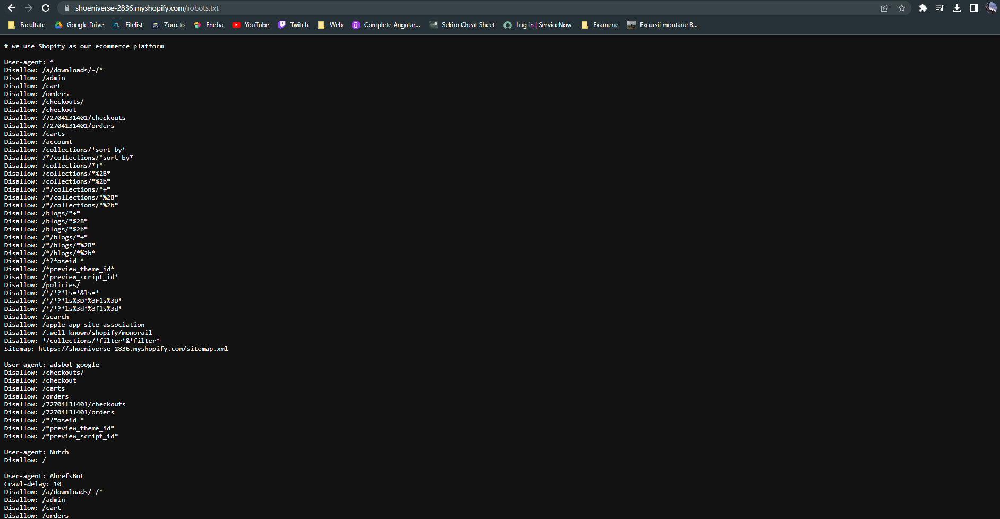 shoeniverse-2836.myshopify.com/robots.txt
Facultate Google Drive FL Filelist Zoro.to Eneba YouTube Twitch Web Complete Angular... Sekiro Cheat Sheet Log in | ServiceNow Examene Excursii montane B...
# we use Shopify as our ecommerce platform
User-agent: *
Disallow: /a/downloads/-/*
Disallow: /admin
Disallow: /cart
Disallow: /orders
Disallow: /checkouts/
Disallow: /checkout
Disallow: /72704131401/checkouts
Disallow: /72704131401/orders
Disallow: /carts
Disallow: /account
Disallow: /collections/*sort_by*
Disallow: /*/collections/*sort_by*
Disallow: /collections/*+*
Disallow: /collections/*%2B*
Disallow: /collections/*%2b*
Disallow: /*/collections/*+*
Disallow: /*/collections/*%2B*
Disallow: /*/collections/*%2b*
Disallow: /blogs/*+*
Disallow: /blogs/*%2B*
Disallow: /blogs/*%2b*
Disallow: /*/blogs/*+*
Disallow: /*/blogs/*%2B*
Disallow: /*/blogs/*%2b*
Disallow: /*?*oseid=*
Disallow: /*preview_theme_id*
Disallow: /*preview_script_id*
Disallow: /policies/
Disallow: /*/*?*ls=*&ls=*
Disallow: /*/*?*ls%3D*%3Fls%3D*
Disallow: /*/*?*ls%3d*%3fls%3d*
Disallow: /search
Disallow: /apple-app-site-association
Disallow: /.well-known/shopify/monorail
Disallow: */collections/*filter*&*filter*
Sitemap: https://shoeniverse-2836.myshopify.com/sitemap.xml
User-agent: adsbot-google
Disallow: /checkouts/
Disallow: /checkout
Disallow: /carts
Disallow: /orders
Disallow: /72704131401/checkouts
Disallow: /72704131401/orders
Disallow: /*?*oseid=*
Disallow: /*preview_theme_id*
Disallow: /*preview_script_id*
User-agent: Nutch
Disallow: /
User-agent: AhrefsBot
Crawl-delay: 10
Disallow: /a/downloads/-/*
Disallow: /admin
Disallow: /cart
Disallow: /orders